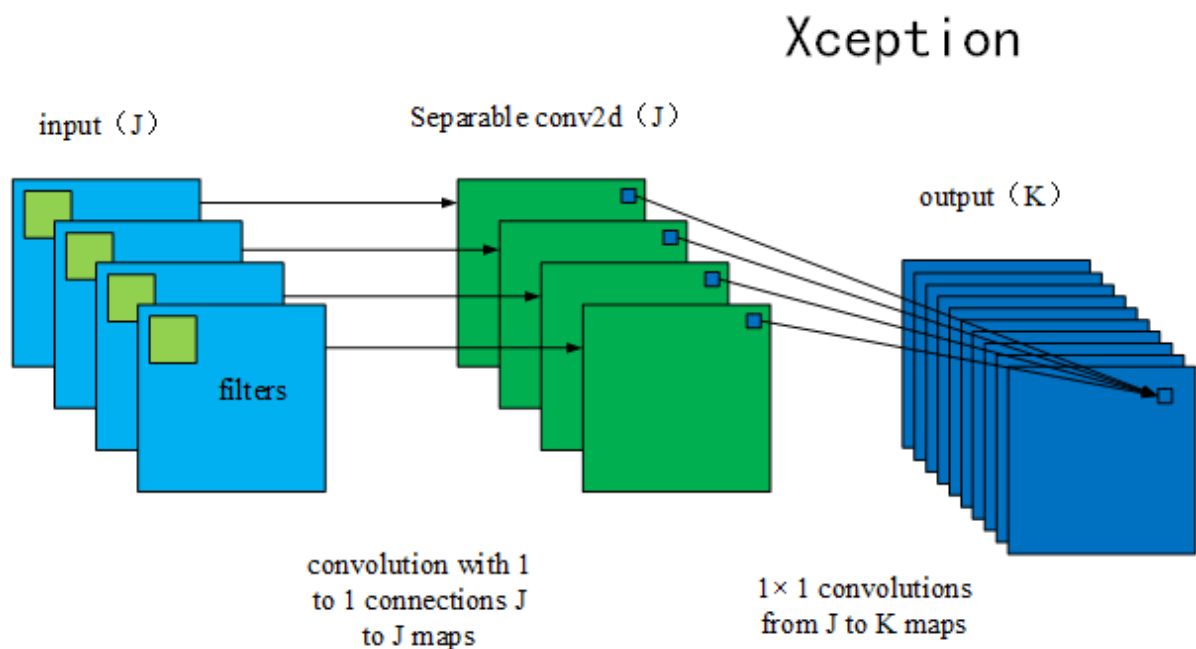 Xception
input（J）
Separable conv2d（J）
output（K）
filters
convolution with 1
to 1 connections J
to J maps
1× 1 convolutions
from J to K maps